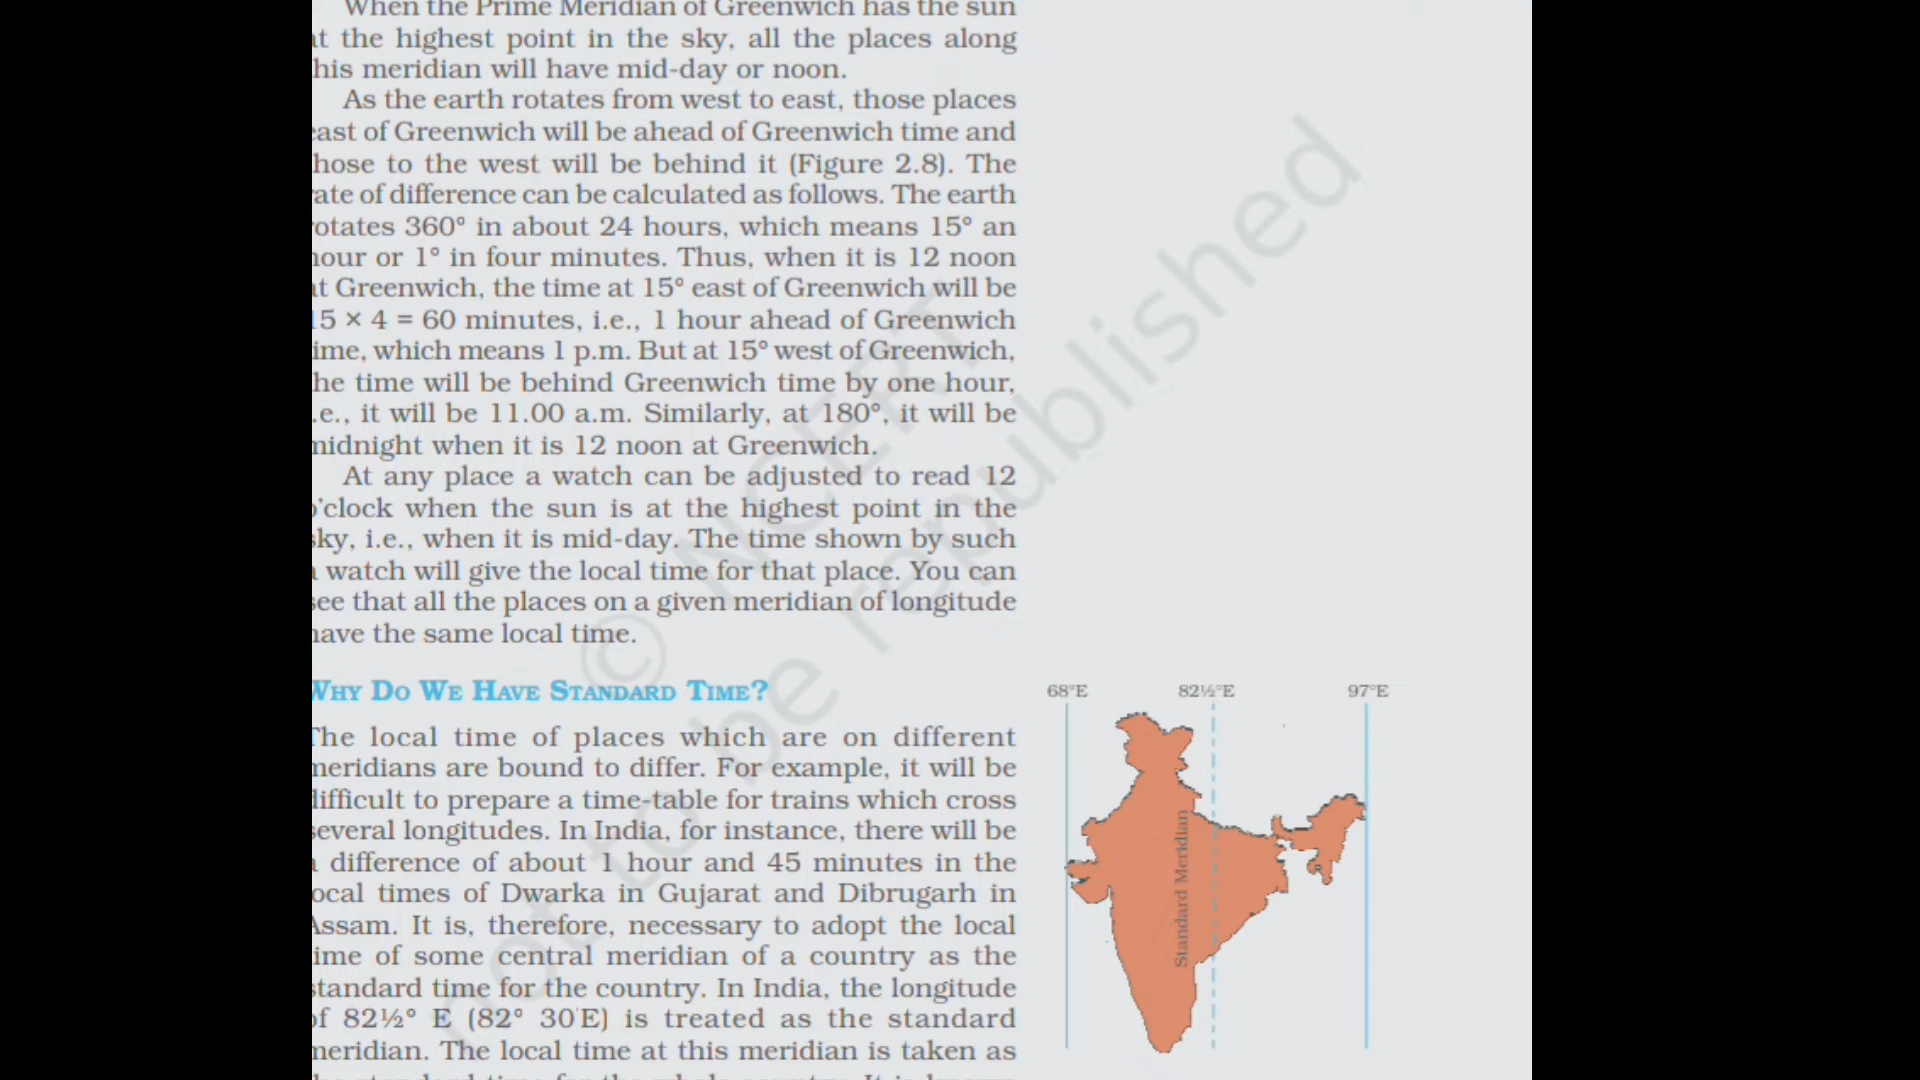 When the Prime Meridian of Greenwich has the sun
at the highest point in the sky, all the places along
his meridian will have mid-day or noon.
As the earth rotates from west to east, those places
east of Greenwich will be ahead of Greenwich time and
hose to the west will be behind it (Figure 2.8). The
rate of difference can be calculated as follows. The earth
otates 360° in about 24 hours, which means 15° an
hour or 1° in four minutes. Thus, when it is 12 noon
at Greenwich, the time at 15° east of Greenwich will be
15 × 4 = 60 minutes, i.e., 1 hour ahead of Greenwich
ime, which means 1 p.m. But at 15° west of Greenwich,
he time will be behind Greenwich time by one hour,
.e., it will be 11.00 a.m. Similarly, at 180°, it will be
midnight when it is 12 noon at Greenwich.
At any place a watch can be adjusted to read 12
o'clock when the sun is at the highest point in the
sky, i.e., when it is mid-day. The time shown by such
a watch will give the local time for that place. You can
see that all the places on a given meridian of longitude
have the same local time.
WHY DO WE HAVE STANDARD TIME?
The local time of places which are on different
meridians are bound to differ. For example, it will be
difficult to prepare a time-table for trains which cross
several longitudes. In India, for instance, there will be
a difference of about 1 hour and 45 minutes in the
ocal times of Dwarka in Gujarat and Dibrugarh in
Assam. It is, therefore, necessary to adopt the local
ime of some central meridian of a country as the
standard time for the country. In India, the longitude
of 82½° E (82° 30'E) is treated as the standard
meridian. The local time at this meridian is taken as
68°E
82½°E
97°E
Standard Meridian
© NCERT
not to be republished